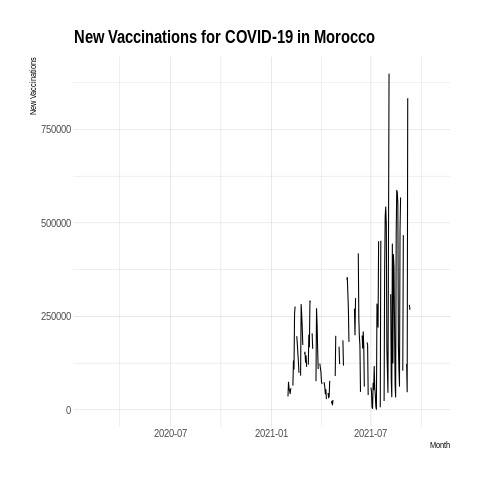 New Vaccinations for COVID-19 in Morocco
New Vaccinations
750000
500000
250000
0
2020-07
2021-01
2021-07
Month